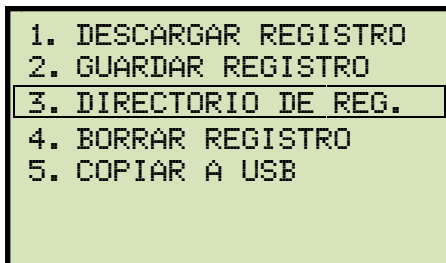 1. DESCARGAR REGISTRO
2. GUARDAR REGISTRO
3. DIRECTORIO DE REG.
4. BORRAR REGISTRO
5. COPIAR A USB